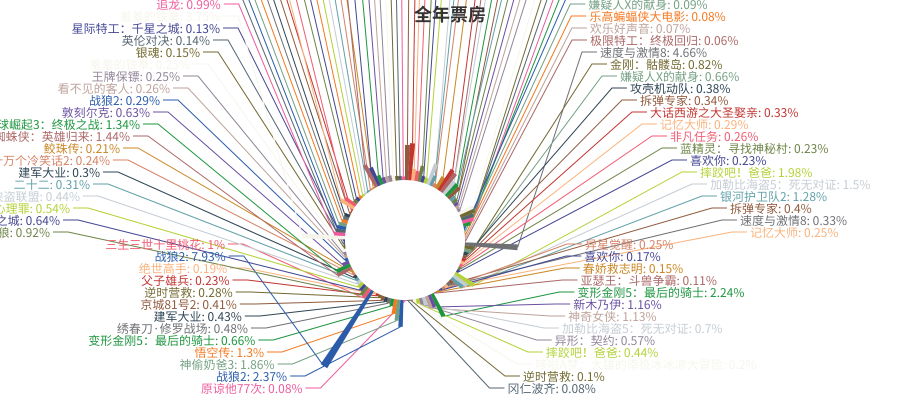 全年票房
追龙: 0.99%
星际特工：千星之城: 0.13%
英伦对决: 0.14%
银魂: 0.15%
王牌保镖: 0.25%
看不见的客人: 0.26%
战狼2: 0.29%
敦刻尔克: 0.63%
球崛起3：终极之战: 1.34%
蜘蛛侠：英雄归来: 1.44%
鲛珠传: 0.21%
十万个冷笑话2: 0.24%
建军大业: 0.3%
二十二: 0.31%
盗联盟: 0.44%
心理罪: 0.54%
之城: 0.64%
狼: 0.92%
三生三世十里桃花: 1%
战狼2: 7.93%
绝世高手: 0.19%
父子雄兵: 0.23%
逆时营救: 0.28%
京城81号2: 0.41%
建军大业: 0.43%
绣春刀·修罗战场: 0.48%
变形金刚5：最后的骑士: 0.66%
悟空传: 1.3%
神偷奶爸3: 1.86%
战狼2: 2.37%
原谅他77次: 0.08%
嫌疑人X的献身: 0.09%
乐高蝙蝠侠大电影: 0.08%
欢乐好声音: 0.07%
极限特工：终极回归: 0.06%
速度与激情8: 4.66%
金刚：骷髅岛: 0.82%
嫌疑人X的献身: 0.66%
攻壳机动队: 0.38%
拆弹专家: 0.34%
大话西游之大圣娶亲: 0.33%
记忆大师: 0.29%
非凡任务: 0.26%
蓝精灵：寻找神秘村: 0.23%
喜欢你: 0.23%
摔跤吧！爸爸: 1.98%
加勒比海盗5：死无对证: 1.5%
银河护卫队2: 1.28%
拆弹专家: 0.4%
速度与激情8: 0.33%
记忆大师: 0.25%
异星觉醒: 0.25%
喜欢你: 0.17%
春娇救志明: 0.15%
亚瑟王：斗兽争霸: 0.11%
变形金刚5：最后的骑士: 2.24%
新木乃伊: 1.16%
神奇女侠: 1.13%
加勒比海盗5：死无对证: 0.7%
异形：契约: 0.57%
摔跤吧！爸爸: 0.44%
逆时营救: 0.1%
冈仁波齐: 0.08%